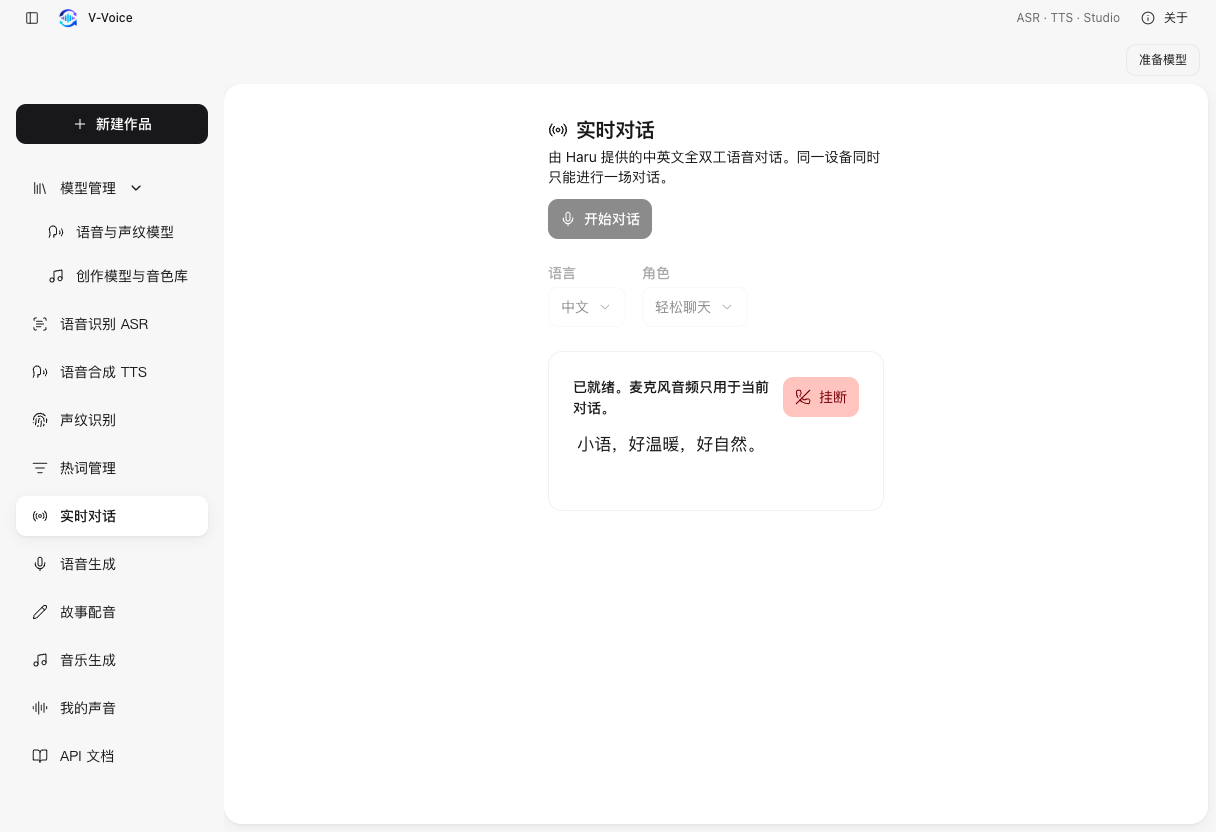 V-Voice
ASR · TTS · Studio
关于
准备模型
新建作品
模型管理
语音与声纹模型
创作模型与音色库
语音识别 ASR
语音合成 TTS
声纹识别
热词管理
实时对话
语音生成
故事配音
音乐生成
我的声音
API 文档
实时对话
由 Haru 提供的中英文全双工语音对话。同一设备同时
只能进行一场对话。
开始对话
语言
角色
中文
轻松聊天
已就绪。麦克风音频只用于当前
对话。
挂断
小语，好温暖，好自然。